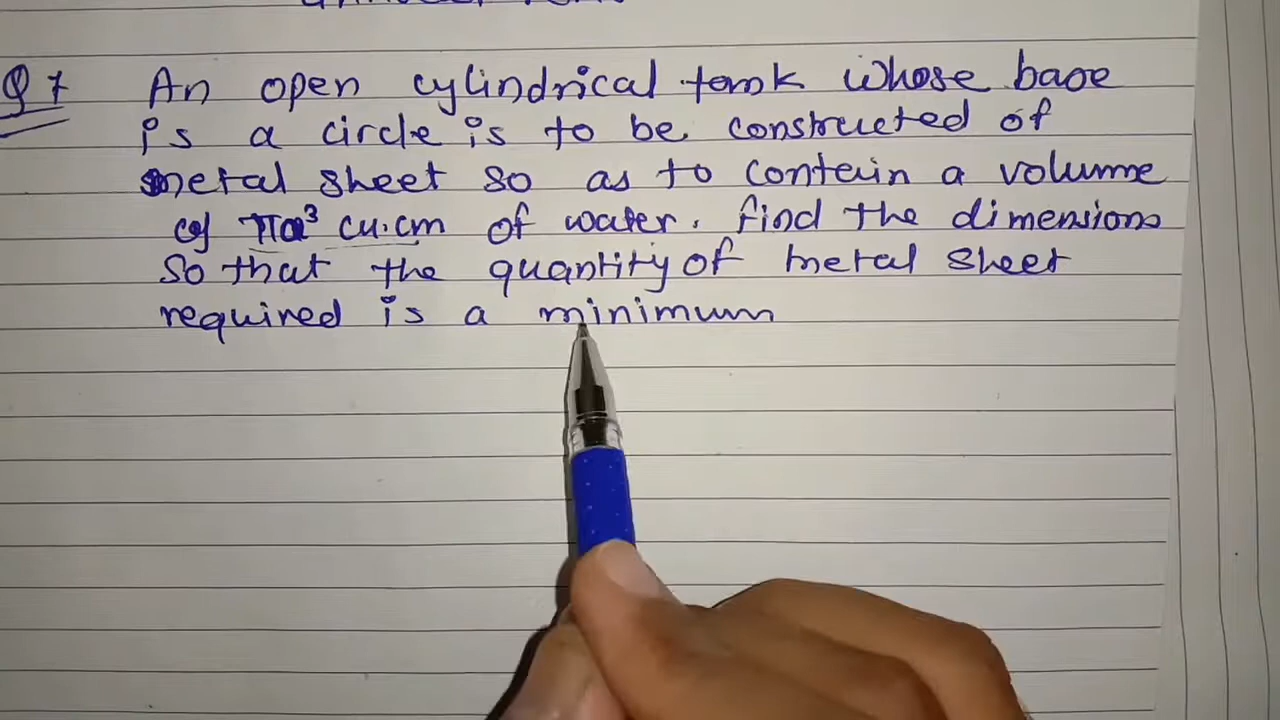 Q7 An open cylindrical tank whose base
is a circle is to be constructed of
metal sheet so as to contain a volume
of πa³ cu.cm of water. find the dimensions
so that the quantity of metal sheet
required is a minimum